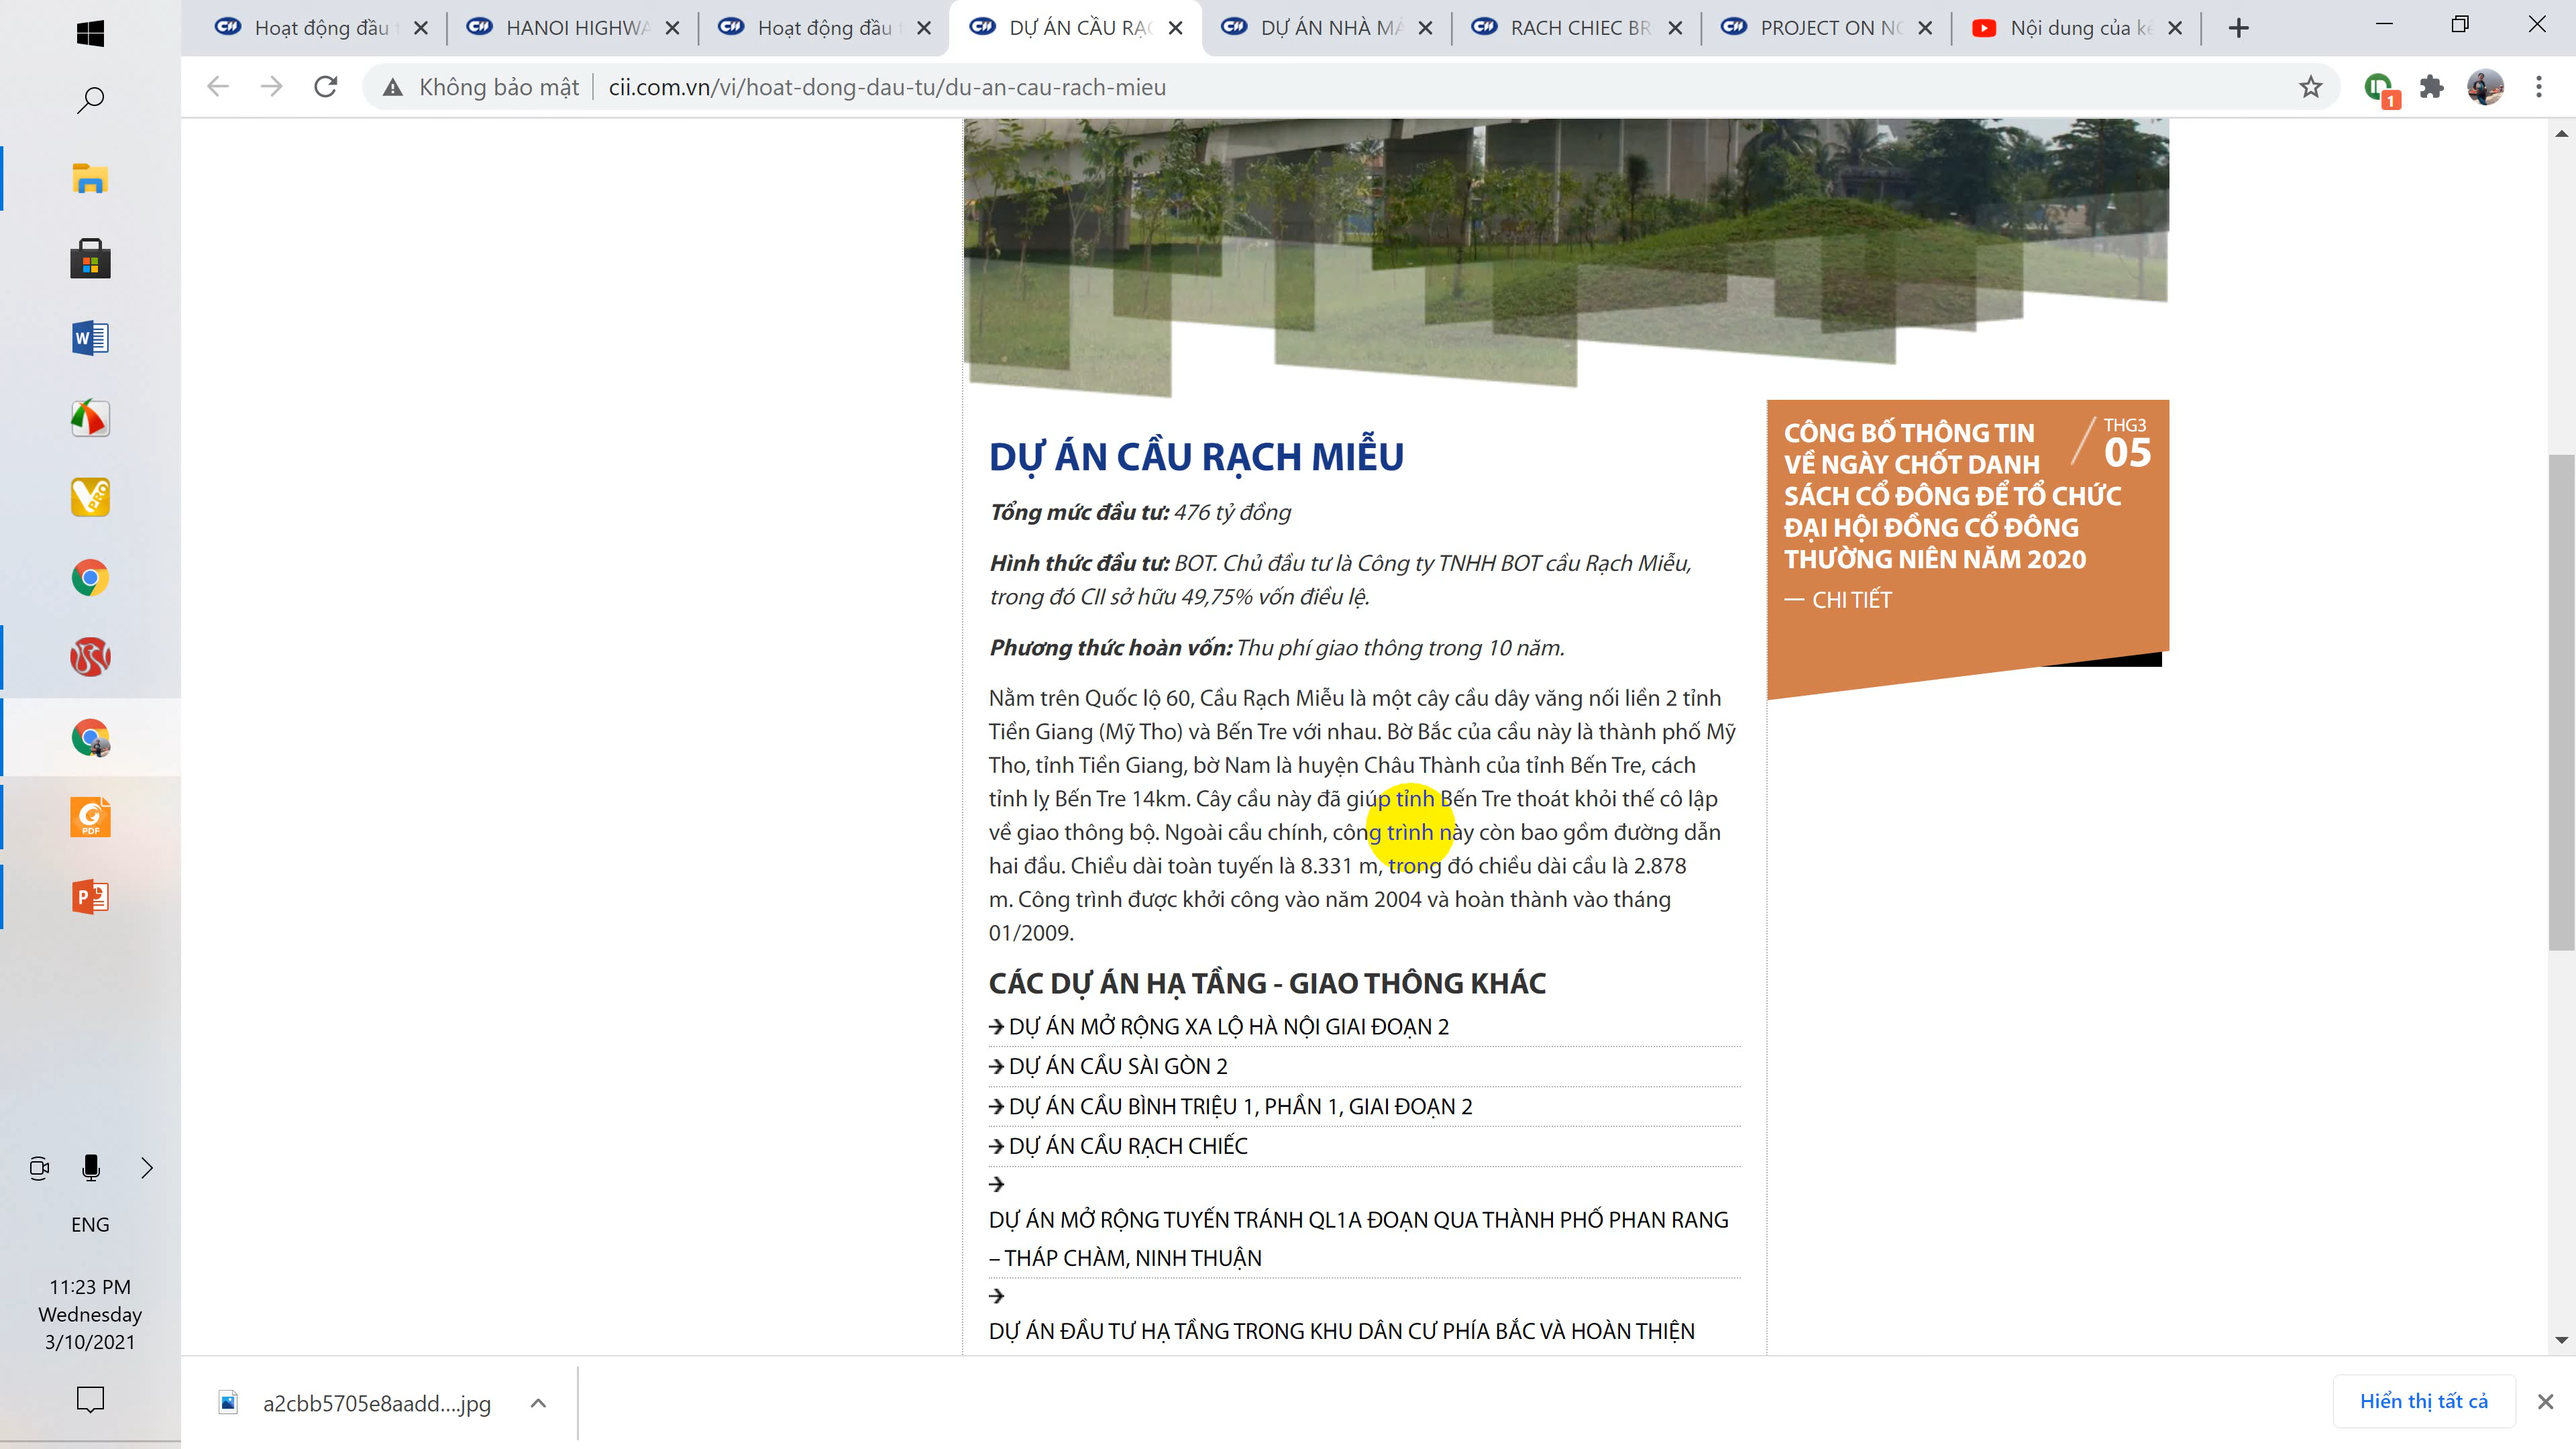 Hoạt động đầu t
HANOI HIGHWA
Hoạt động đầu t
DỰ ÁN CẦU RẠC
DỰ ÁN NHÀ MÁ
RACH CHIEC BR
PROJECT ON NO
Nội dung của kê
Không bảo mật
cii.com.vn/vi/hoat-dong-dau-tu/du-an-cau-rach-mieu
1
DỰ ÁN CẦU RẠCH MIỄU
Tổng mức đầu tư: 476 tỷ đồng
Hình thức đầu tư: BOT. Chủ đầu tư là Công ty TNHH BOT cầu Rạch Miễu,
trong đó CII sở hữu 49,75% vốn điều lệ.
Phương thức hoàn vốn: Thu phí giao thông trong 10 năm.
Nằm trên Quốc lộ 60, Cầu Rạch Miễu là một cây cầu dây văng nối liền 2 tỉnh
Tiền Giang (Mỹ Tho) và Bến Tre với nhau. Bờ Bắc của cầu này là thành phố Mỹ
Tho, tỉnh Tiền Giang, bờ Nam là huyện Châu Thành của tỉnh Bến Tre, cách
tỉnh lỵ Bến Tre 14km. Cây cầu này đã giúp tỉnh Bến Tre thoát khỏi thế cô lập
về giao thông bộ. Ngoài cầu chính, công trình này còn bao gồm đường dẫn
hai đầu. Chiều dài toàn tuyến là 8.331 m, trong đó chiều dài cầu là 2.878
m. Công trình được khởi công vào năm 2004 và hoàn thành vào tháng
01/2009.
CÁC DỰ ÁN HẠ TẦNG - GIAO THÔNG KHÁC
DỰ ÁN MỞ RỘNG XA LỘ HÀ NỘI GIAI ĐOẠN 2
DỰ ÁN CẦU SÀI GÒN 2
DỰ ÁN CẦU BÌNH TRIỆU 1, PHẦN 1, GIAI ĐOẠN 2
DỰ ÁN CẦU RẠCH CHIẾC
DỰ ÁN MỞ RỘNG TUYẾN TRÁNH QL1A ĐOẠN QUA THÀNH PHỐ PHAN RANG
– THÁP CHÀM, NINH THUẬN
DỰ ÁN ĐẦU TƯ HẠ TẦNG TRONG KHU DÂN CƯ PHÍA BẮC VÀ HOÀN THIỆN
CÔNG BỐ THÔNG TIN
VỀ NGÀY CHỐT DANH
SÁCH CỔ ĐÔNG ĐỂ TỔ CHỨC
ĐẠI HỘI ĐỒNG CỔ ĐÔNG
THƯỜNG NIÊN NĂM 2020
THG3
05
— CHI TIẾT
ENG
11:23 PM
Wednesday
3/10/2021
a2cbb5705e8aadd....jpg
Hiển thị tất cả